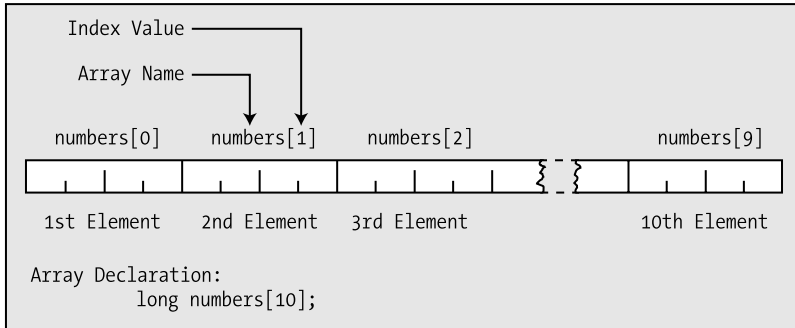 Index Value
Array Name
numbers[0] numbers[1] numbers[2] numbers[9]
1st Element 2nd Element 3rd Element 10th Element
Array Declaration:
long numbers[10];